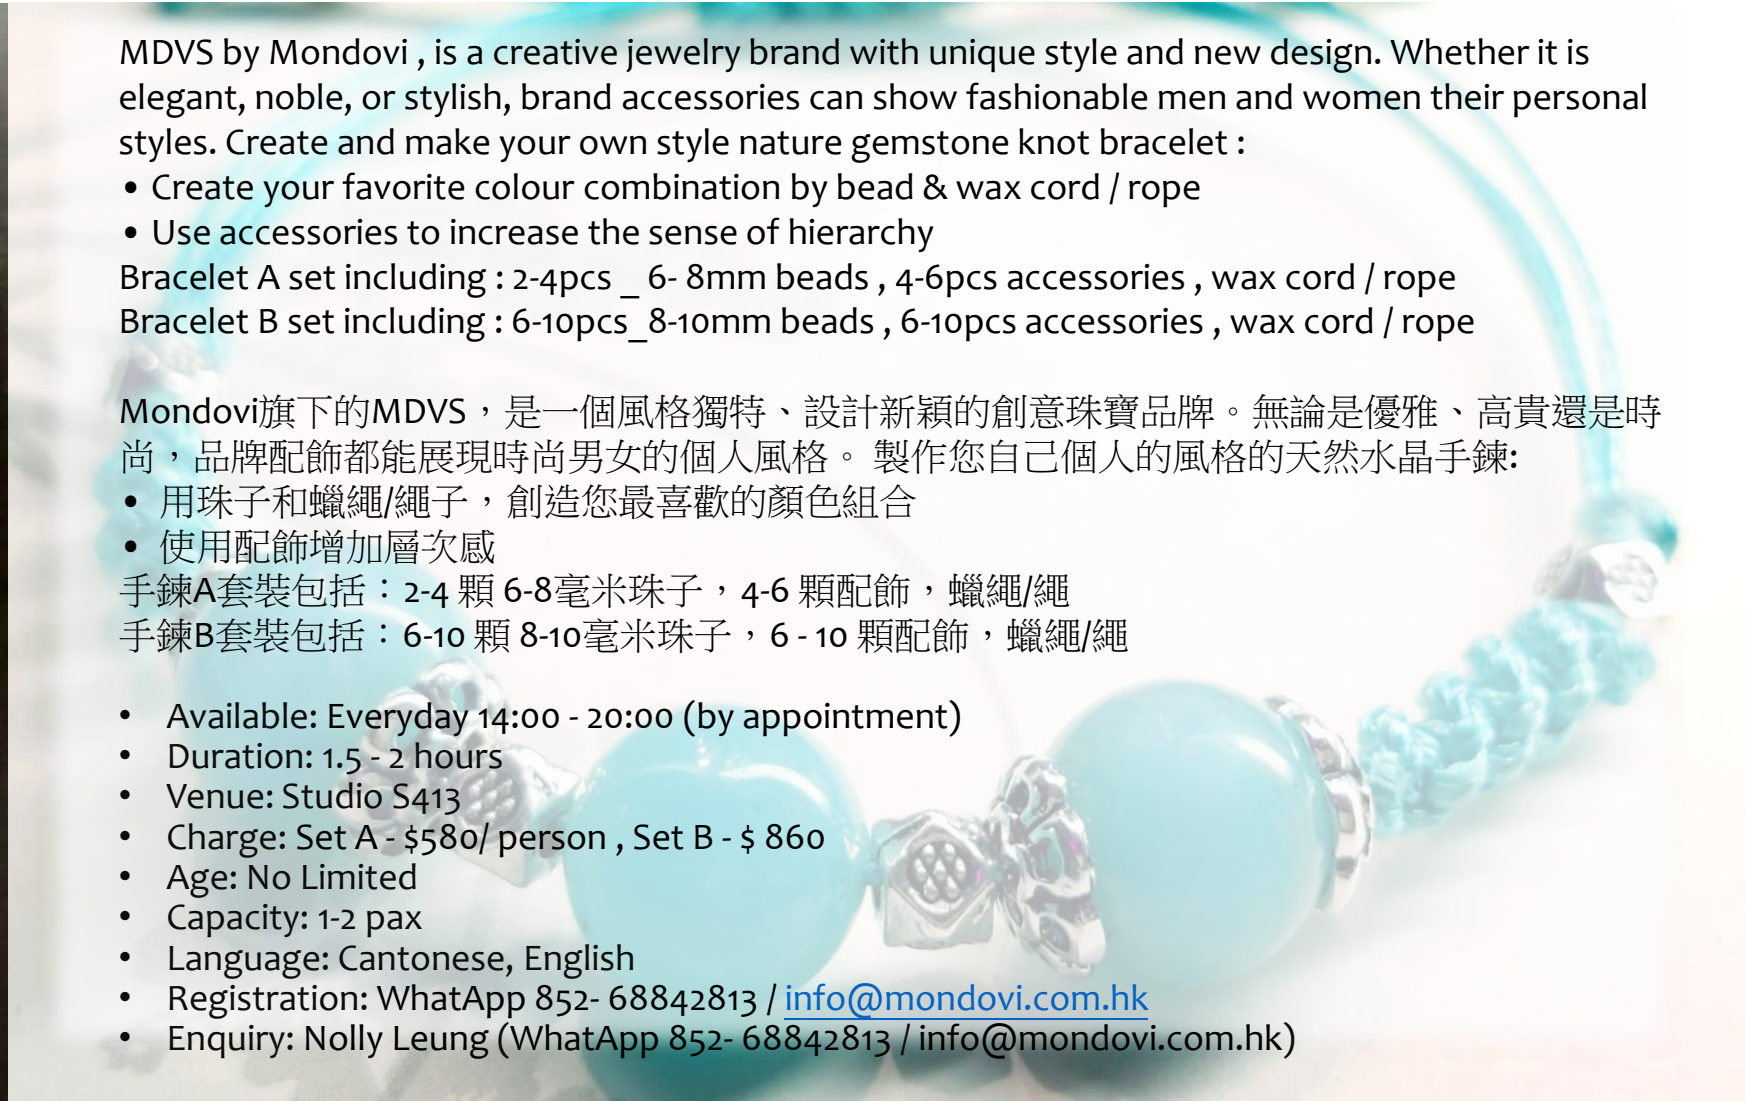 MDVS by Mondovi , is a creative jewelry brand with unique style and new design. Whether it is
elegant, noble, or stylish, brand accessories can show fashionable men and women their personal
styles. Create and make your own style nature gemstone knot bracelet :
• Create your favorite colour combination by bead & wax cord / rope
• Use accessories to increase the sense of hierarchy
Bracelet A set including : 2-4pcs _ 6- 8mm beads , 4-6pcs accessories , wax cord / rope
Bracelet B set including : 6-10pcs_8-10mm beads , 6-10pcs accessories , wax cord / rope
Mondovi旗下的MDVS，是一個風格獨特、設計新穎的創意珠寶品牌。無論是優雅、高貴還是時
尚，品牌配飾都能展現時尚男女的個人風格。 製作您自己個人的風格的天然水晶手鍊:
• 用珠子和蠟繩/繩子，創造您最喜歡的顏色組合
• 使用配飾增加層次感
手鍊A套裝包括：2-4 顆 6-8毫米珠子，4-6 顆配飾，蠟繩/繩
手鍊B套裝包括：6-10 顆 8-10毫米珠子，6 - 10 顆配飾，蠟繩/繩
• Available: Everyday 14:00 - 20:00 (by appointment)
• Duration: 1.5 - 2 hours
• Venue: Studio S413
• Charge: Set A - $580/ person , Set B - $ 860
• Age: No Limited
• Capacity: 1-2 pax
• Language: Cantonese, English
• Registration: WhatApp 852- 68842813 / info@mondovi.com.hk
• Enquiry: Nolly Leung (WhatApp 852- 68842813 / info@mondovi.com.hk)